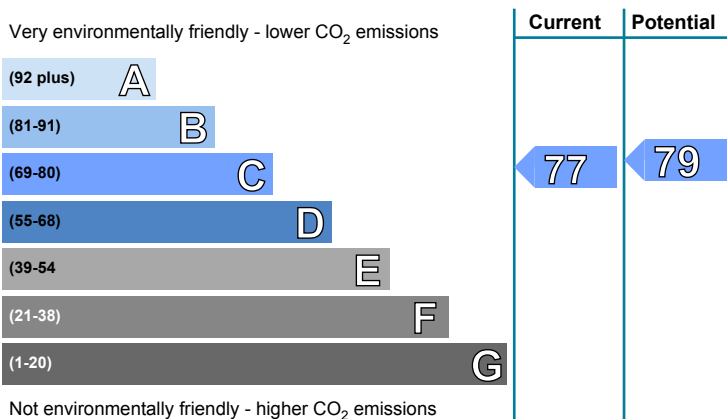 Current Potential
Very environmentally friendly - lower CO₂ emissions
(92 plus) A
(81-91) B
(69-80) C 77 79
(55-68) D
(39-54 E
(21-38) F
(1-20) G
Not environmentally friendly - higher CO₂ emissions